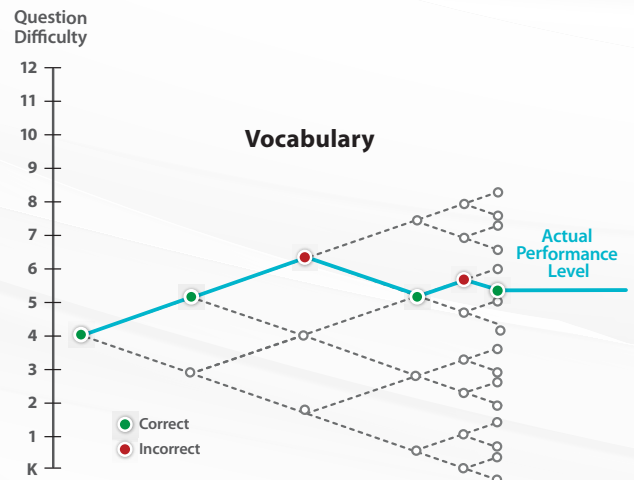 Question
Difficulty
12
11
10
9
8
7
6
5
4
3
2
1
K
Vocabulary
Actual
Performance
Level
Correct
Incorrect